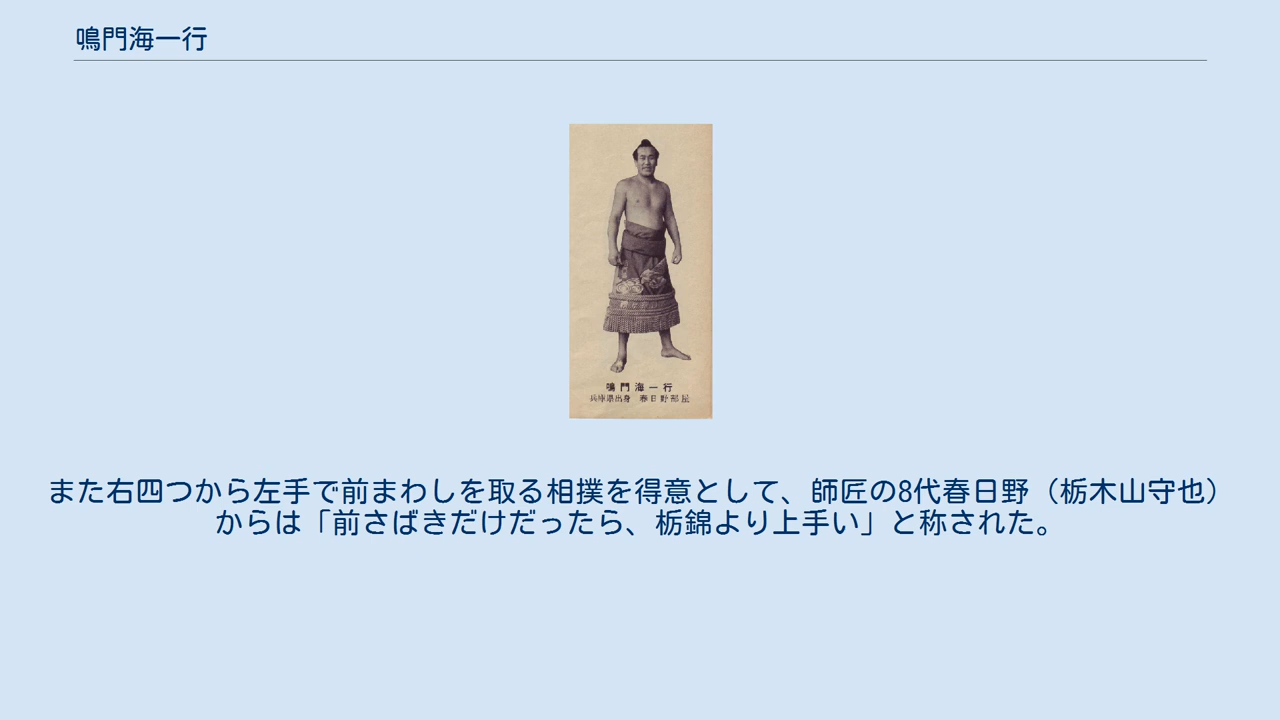 鳴門海一行
鳴門海一行
兵庫県出身 春日野部屋
また右四つから左手で前まわしを取る相撲を得意として、師匠の8代春日野（栃木山守也）
からは「前さばきだけだったら、栃錦より上手い」と称された。